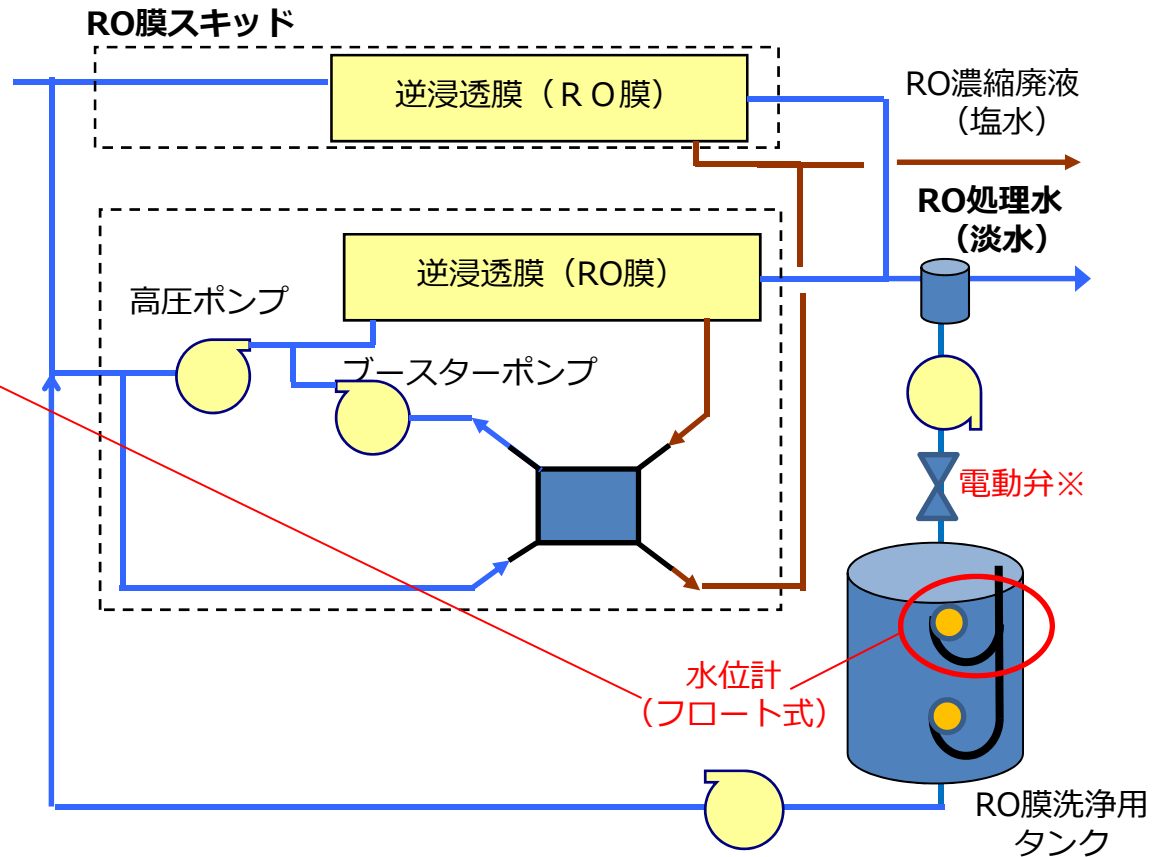 RO膜スキッド
逆浸透膜（ＲＯ膜）
RO濃縮廃液
（塩水）
RO処理水
（淡水）
逆浸透膜（RO膜）
高圧ポンプ
ブースターポンプ
電動弁※
水位計
（フロート式）
RO膜洗浄用
タンク